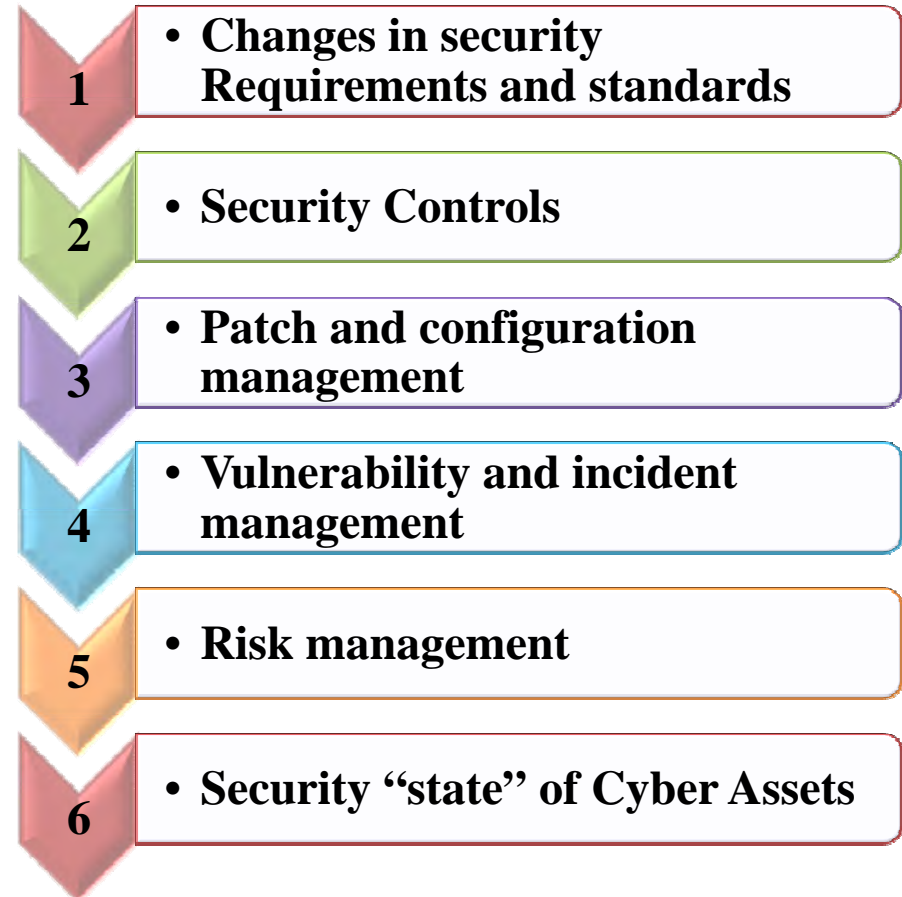 1
• Changes in security
Requirements and standards
2
• Security Controls
3
• Patch and configuration
management
4
• Vulnerability and incident
management
5
• Risk management
6
• Security “state” of Cyber Assets